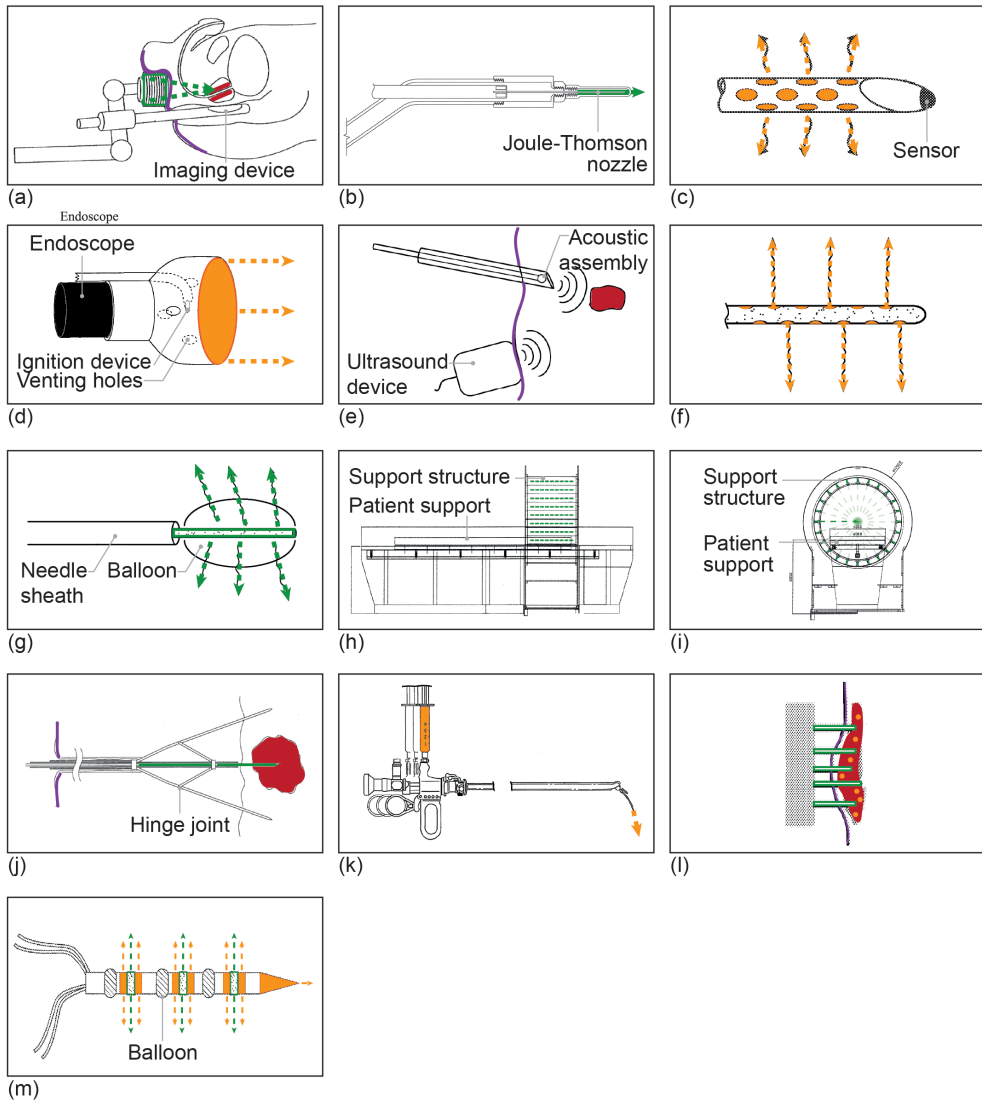 Imaging device
(a)
Joule-Thomson
nozzle
(b)
Sensor
(c)
Endoscope
Endoscope
Ignition device
Venting holes
(d)
Acoustic
assembly
Ultrasound
device
(e)
(f)
Needle
sheath
Balloon
(g)
Support structure
Patient support
(h)
Support
structure
Patient
support
(i)
Hinge joint
(j)
(k)
(l)
Balloon
(m)